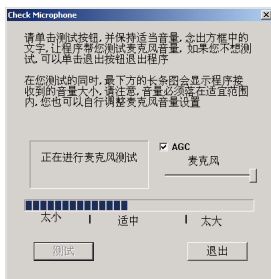 Check Microphone
请单击测试按钮, 并保持适当音量, 念出方框中的
文字, 让程序帮您测试麦克风音量, 如果您不想测
试, 可以单击退出按钮退出程序
在您测试的同时, 最下方的长条图会显示程序接
收到的音量大小, 请注意, 音量必须落在适宜范围
内, 您也可以自行调整麦克风音量设置
正在进行麦克风测试
AGC
麦克风
太小 适中 太大
测试 退出